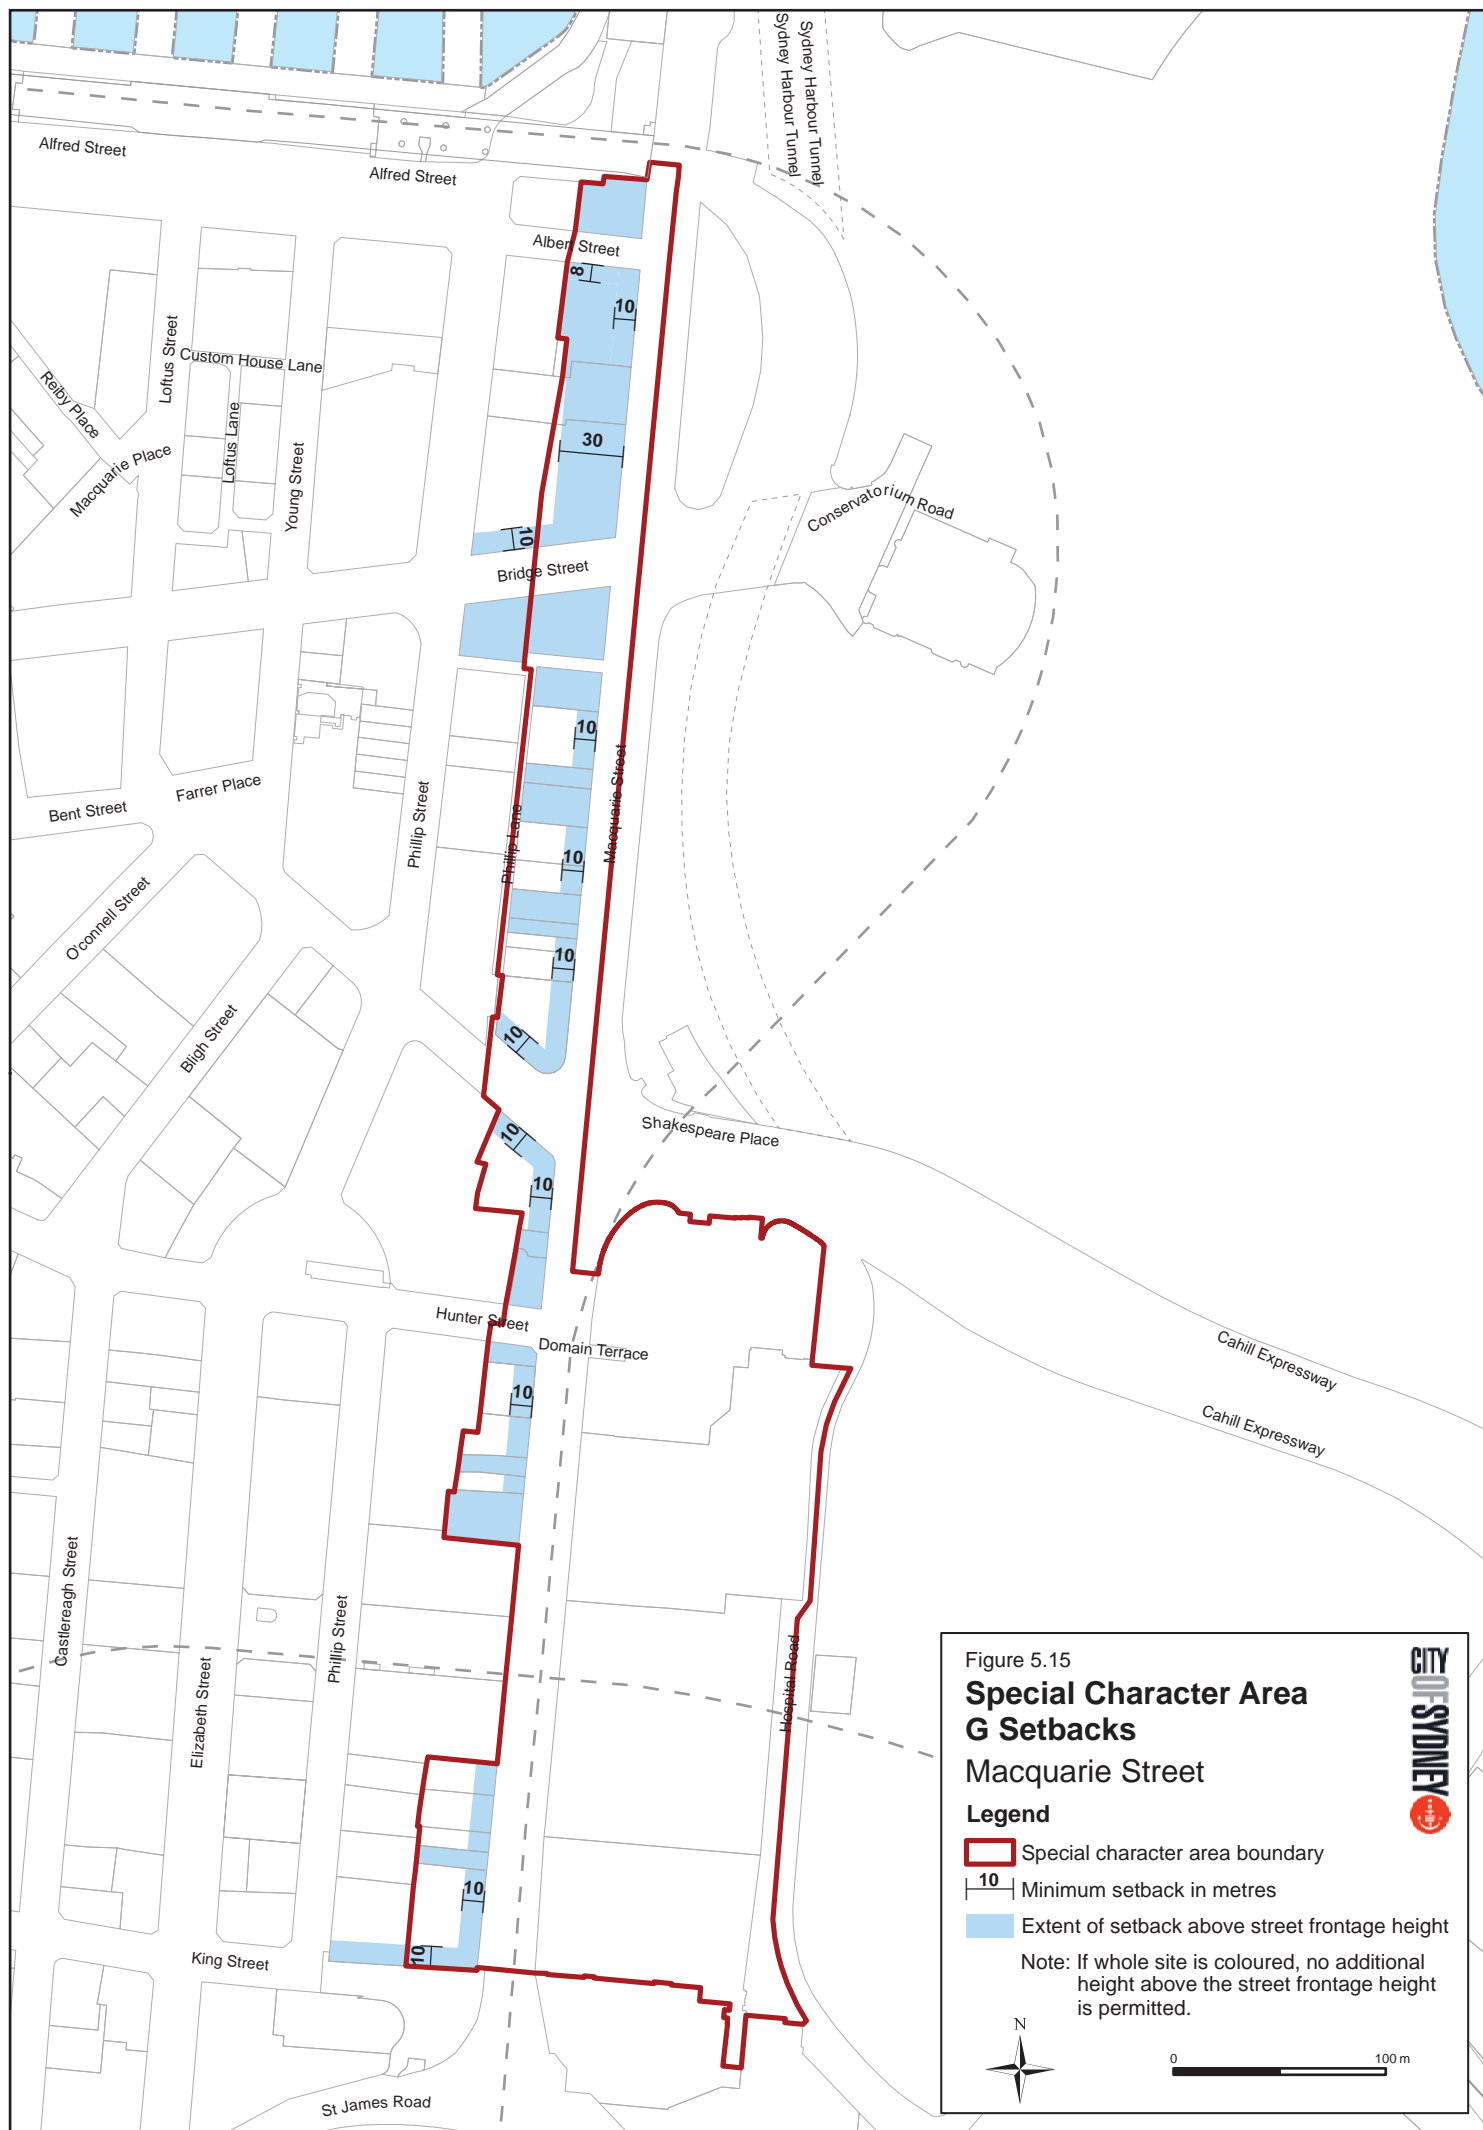 Sydney Harbour Tunnel
Sydney Harbour Tunnel
Alfred Street
Alfred Street
Albert Street
8
10
Loftus Street
Custom House Lane
Reiby Place
Loftus Lane
Macquarie Place
Young Street
30
10
Conservatorium Road
Bridge Street
10
Macquarie Street
Farrer Place
Bent Street
Phillip Street
Phillip Lane
10
O'connell Street
10
Bligh Street
10
10
Shakespeare Place
10
Hunter Street
Domain Terrace
Cahill Expressway
10
Cahill Expressway
Castlereagh Street
Phillip Street
Elizabeth Street
Hospital Road
10
King Street
10
St James Road
Figure 5.15
Special Character Area
G Setbacks
Macquarie Street
CITYOFSYDNEY
Legend
Special character area boundary
10 Minimum setback in metres
Extent of setback above street frontage height
Note: If whole site is coloured, no additional
height above the street frontage height
is permitted.
N
0 100 m